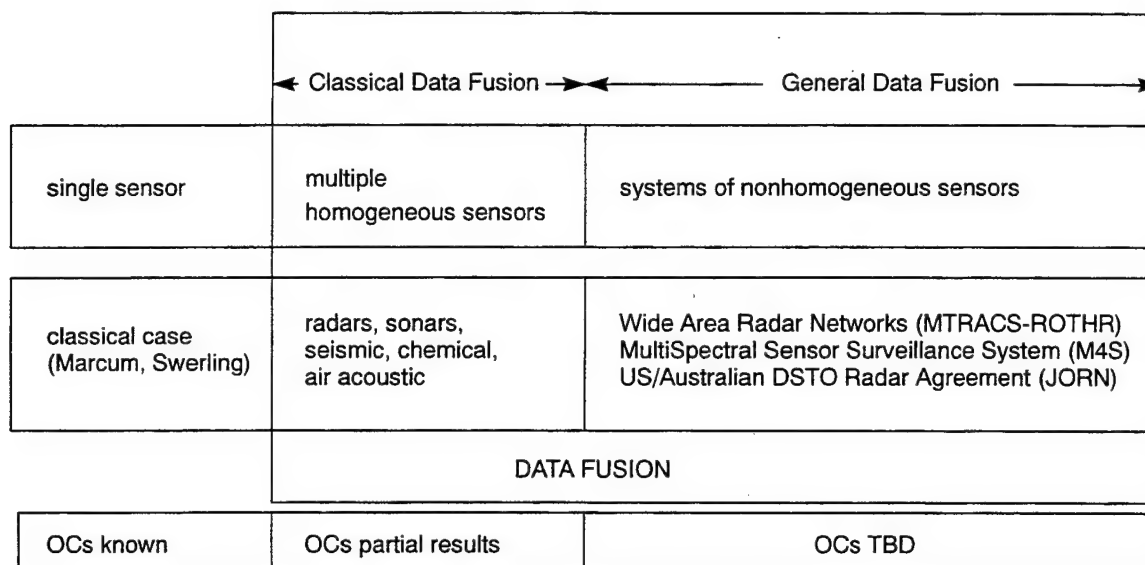 Classical Data Fusion
General Data Fusion
single sensor
multiple
homogeneous sensors
systems of nonhomogeneous sensors
classical case
(Marcum, Swerling)
radars, sonars,
seismic, chemical,
air acoustic
Wide Area Radar Networks (MTRACS-ROTHR)
MultiSpectral Sensor Surveillance System (M4S)
US/Australian DSTO Radar Agreement (JORN)
DATA FUSION
OCs known
OCs partial results
OCs TBD